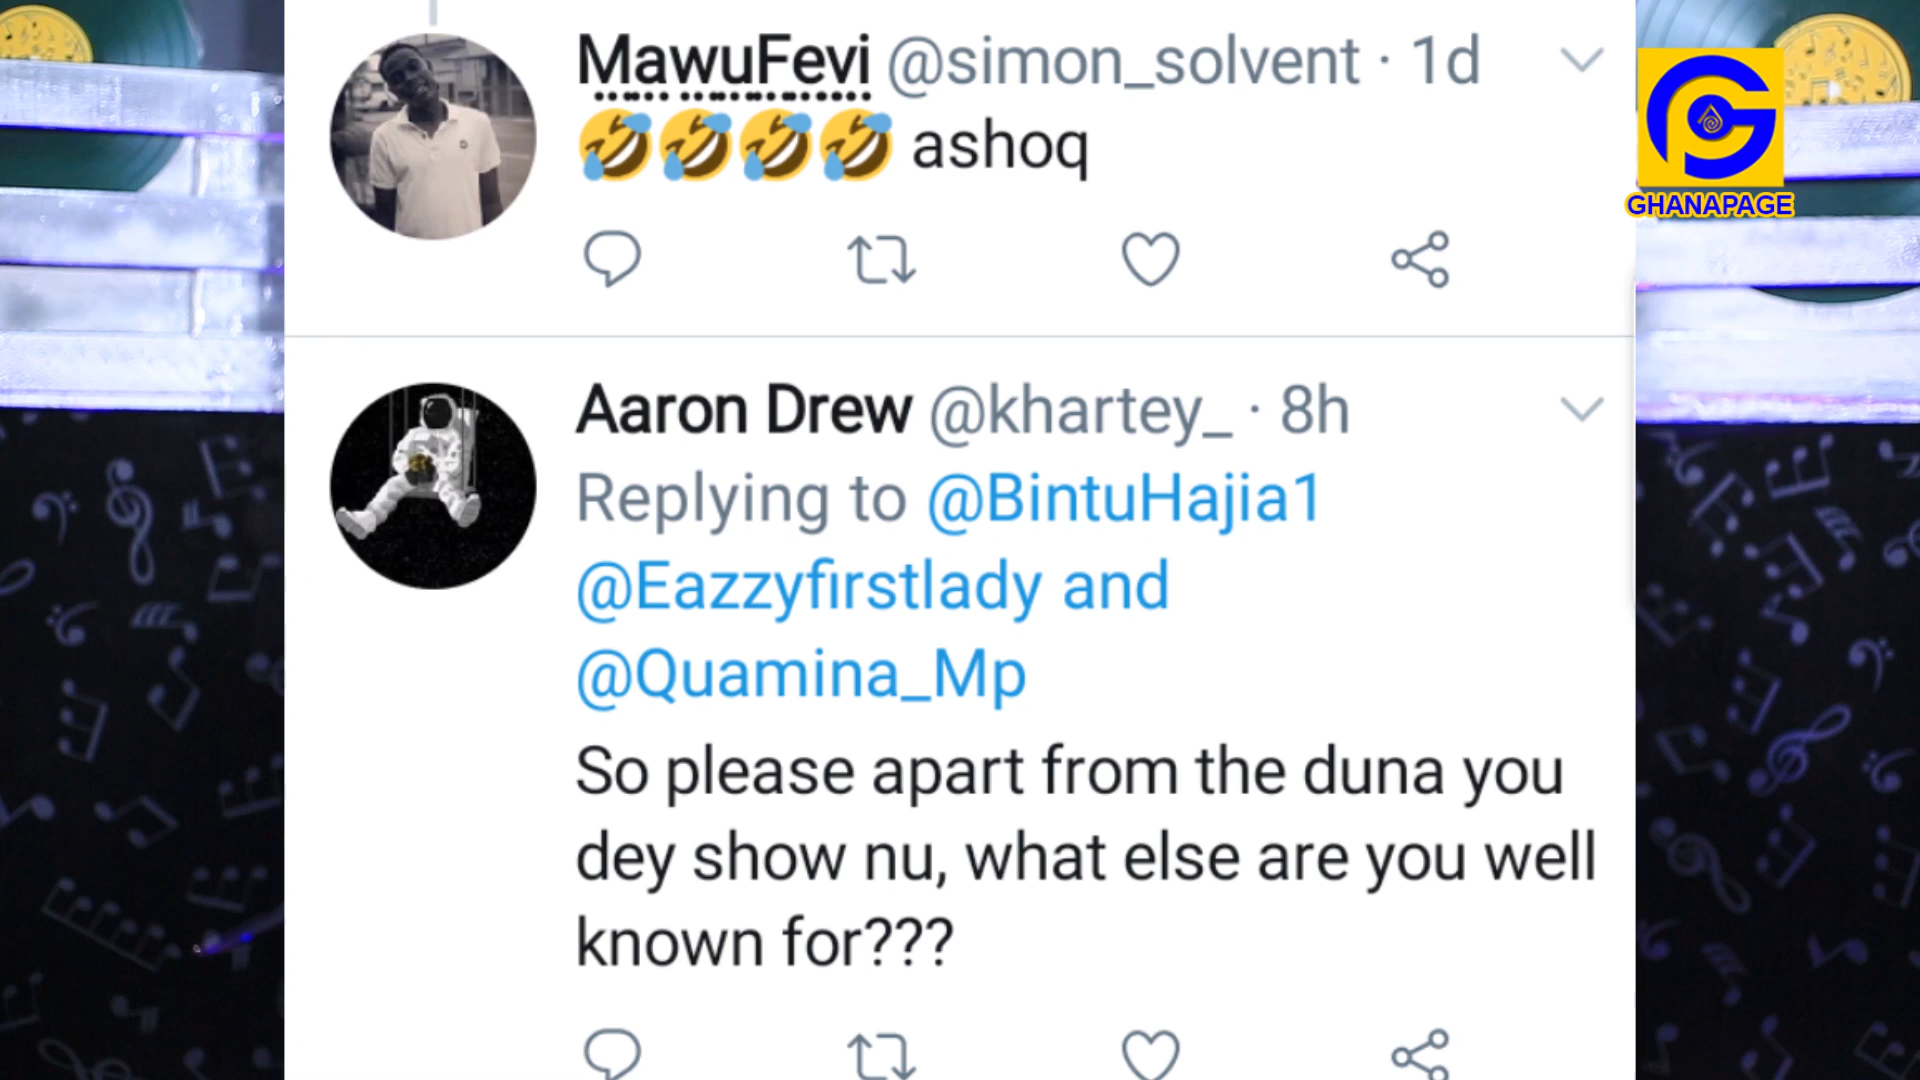 MawuFevi @simon_solvent · 1d
🤣🤣🤣🤣 ashoq
GHANAPAGE
Aaron Drew @khartey_ · 8h
Replying to @BintuHajia1
@Eazzyfirstlady and
@Quamina_Mp
So please apart from the duna you
dey show nu, what else are you well
known for???